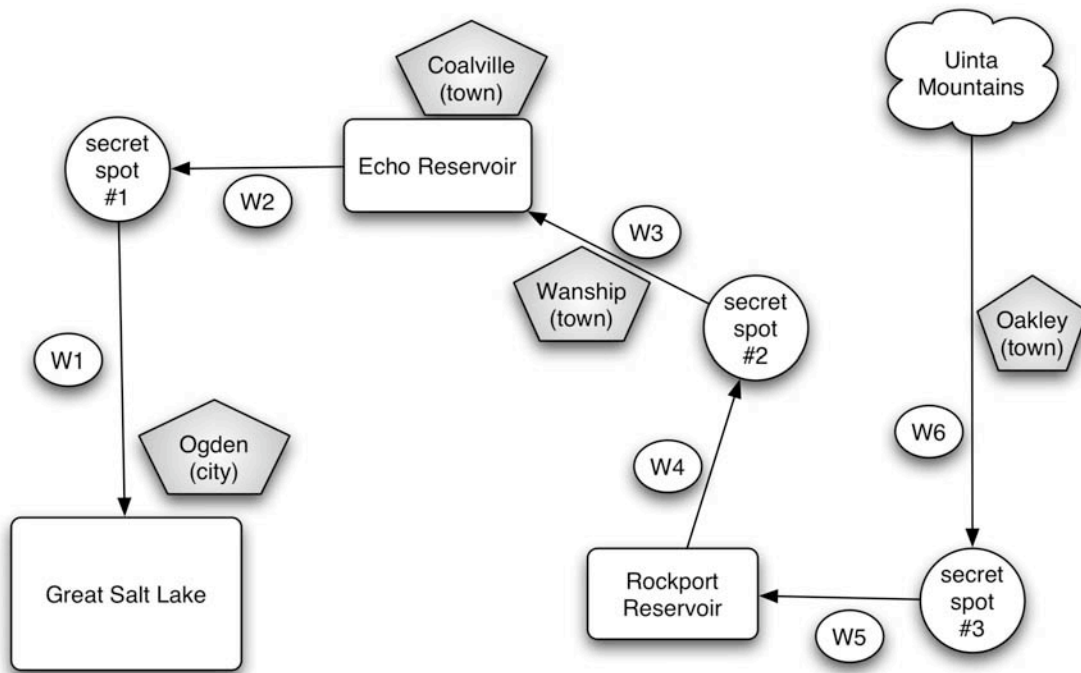 Coalville
(town)
Uinta
Mountains
secret
spot
#1
Echo Reservoir
W2
W3
Wanship
(town)
secret
spot
#2
Oakley
(town)
W1
Ogden
(city)
W6
W4
Great Salt Lake
Rockport
Reservoir
secret
spot
#3
W5